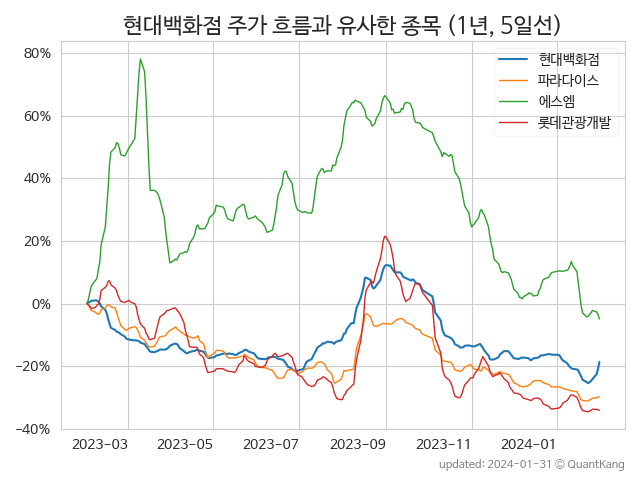 현대백화점 주가 흐름과 유사한 종목 (1년, 5일선)
80%
60%
40%
20%
0%
−20%
−40%
현대백화점
파라다이스
에스엠
롯데관광개발
2023-03 2023-05 2023-07 2023-09 2023-11 2024-01
updated: 2024-01-31 © QuantKang